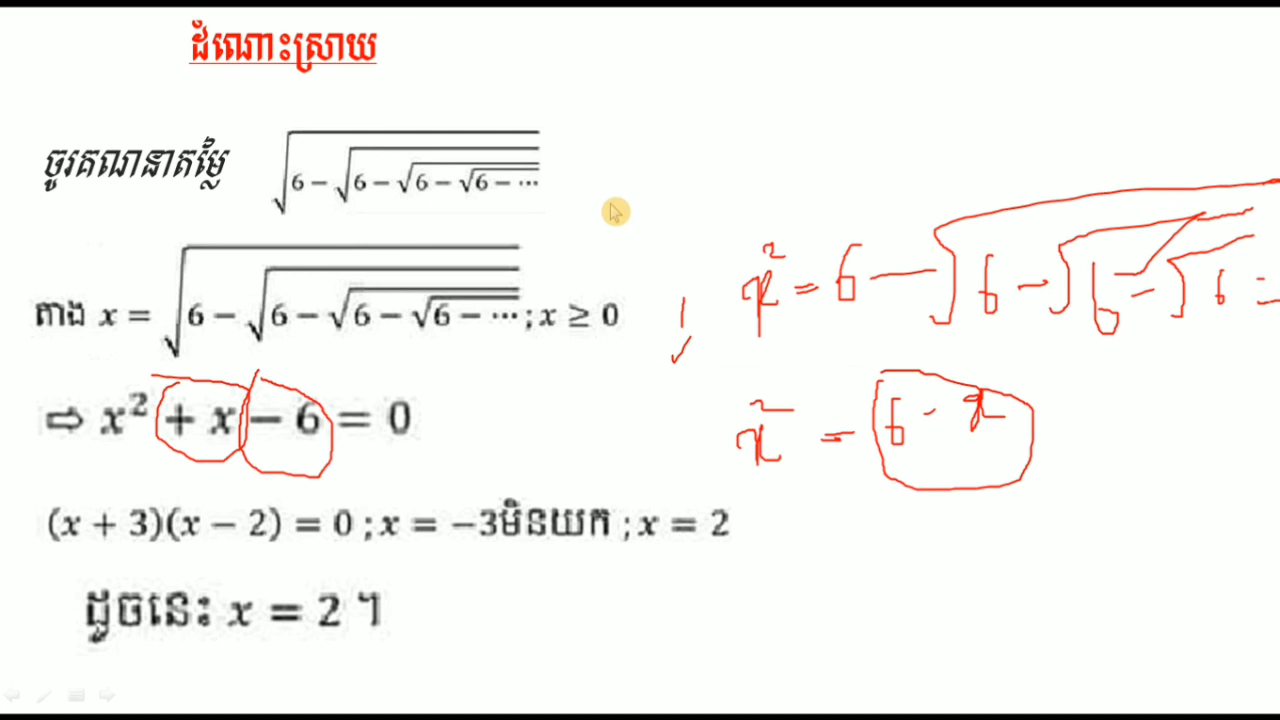 ដំណោះស្រាយ
ចូរគណនាតម្លៃ √(6 − √(6 − √(6 − √(6 − ⋯))))
តាង x = √(6 − √(6 − √(6 − √(6 − ⋯)))) ; x ≥ 0
⇨ x² + x − 6 = 0
(x + 3)(x − 2) = 0 ; x = −3មិនយក ; x = 2
ដូចនេះ x = 2 ។
x² = 6 − √(6 − √(6 − √(6 −
x² = 6 - x